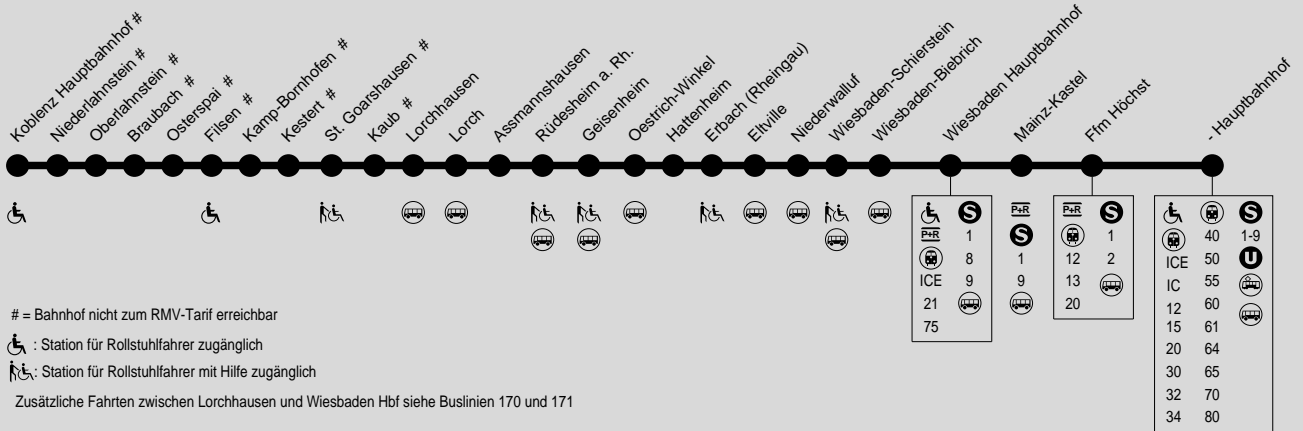 Koblenz Hauptbahnhof #
Niederlahnstein #
Oberlahnstein #
Braubach #
Osterspai #
Filsen #
Kamp-Bornhofen #
Kestert #
St. Goarshausen #
Kaub #
Lorchhausen
Lorch
Assmannshausen
Rüdesheim a. Rh.
Geisenheim
Oestrich-Winkel
Hattenheim
Erbach (Rheingau)
Eltville
Niederwalluf
Wiesbaden-Schierstein
Wiesbaden-Biebrich
Wiesbaden Hauptbahnhof
Mainz-Kastel
Ffm Höchst
- Hauptbahnhof
S
P+R 1
8
ICE 9
21
75
P+R
S
1
9
P+R S
1
12 2
13
20
S
40 1-9
ICE 50 U
IC 55
12 60
15 61
20 64
30 65
32 70
34 80
# = Bahnhof nicht zum RMV-Tarif erreichbar
: Station für Rollstuhlfahrer zugänglich
: Station für Rollstuhlfahrer mit Hilfe zugänglich
Zusätzliche Fahrten zwischen Lorchhausen und Wiesbaden Hbf siehe Buslinien 170 und 171